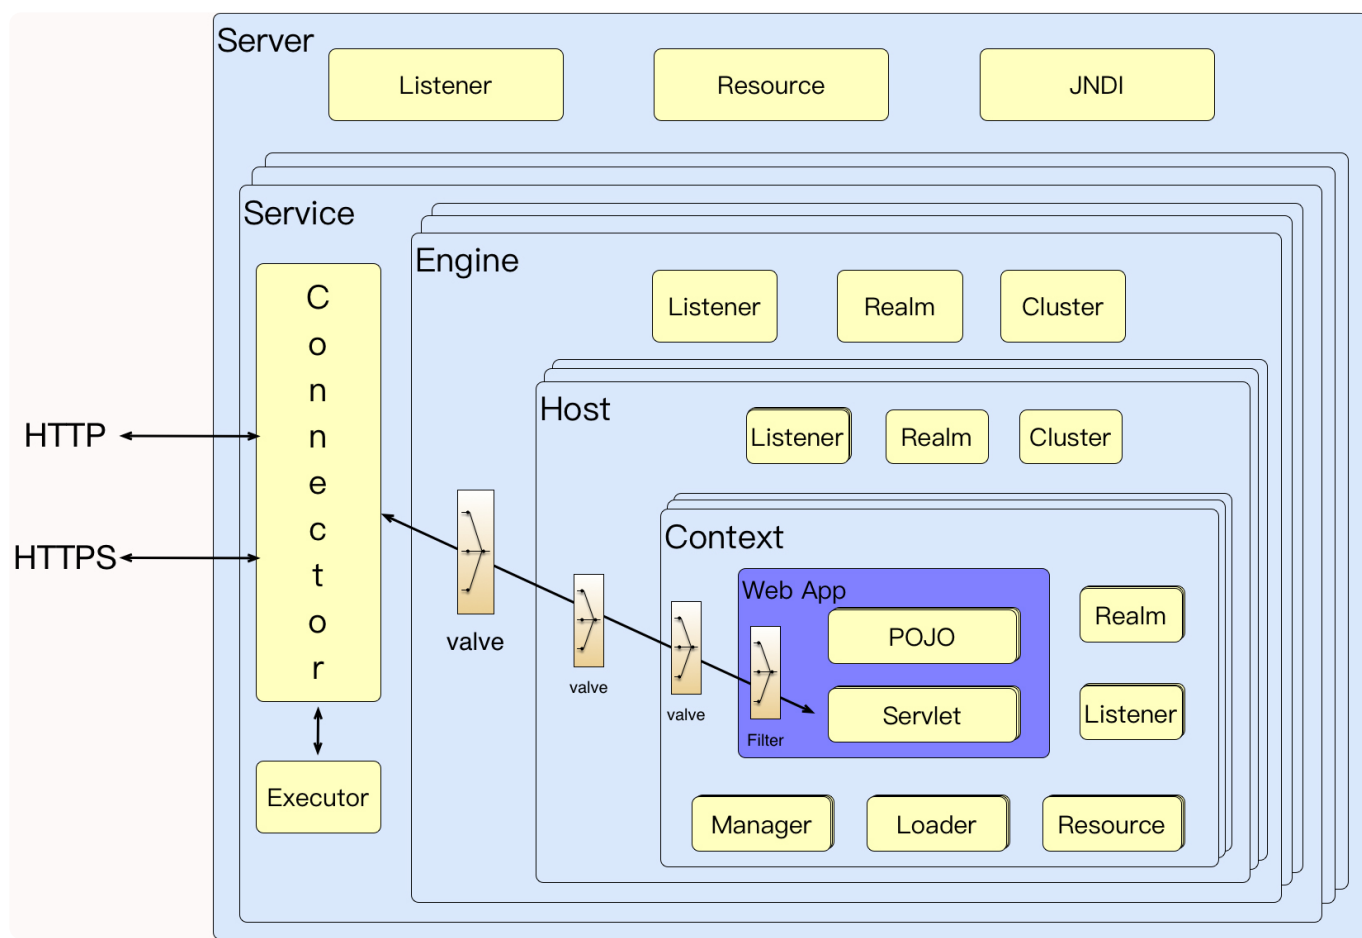 Server
Listener
Resource
JNDI
Service
Connector
Engine
Listener
Realm
Cluster
Host
Listener
Realm
Cluster
HTTP
HTTPS
Context
Web App
POJO
Realm
valve
valve
valve
Filter
Servlet
Listener
Executor
Manager
Loader
Resource